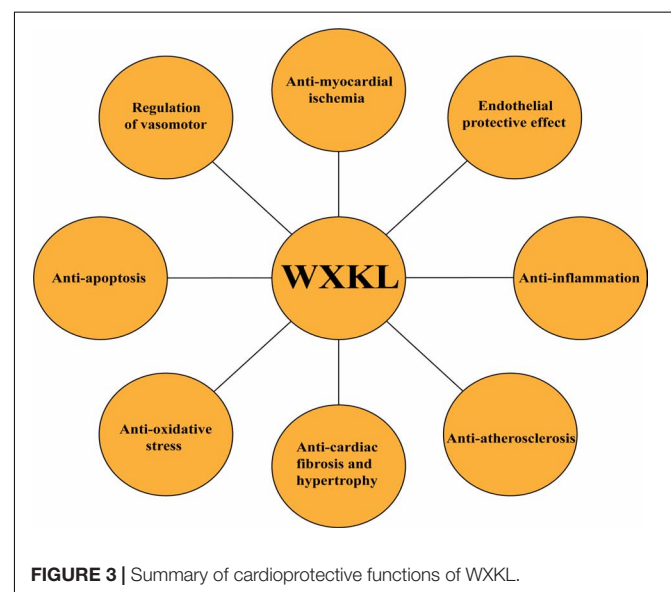 Anti-myocardial
ischemia
Regulation
of vasomotor
Endothelial
protective effect
Anti-apoptosis
WXKL
Anti-inflammation
Anti-oxidative
stress
Anti-cardiac
fibrosis and
hypertrophy
Anti-atherosclerosis
FIGURE 3 | Summary of cardioprotective functions of WXKL.